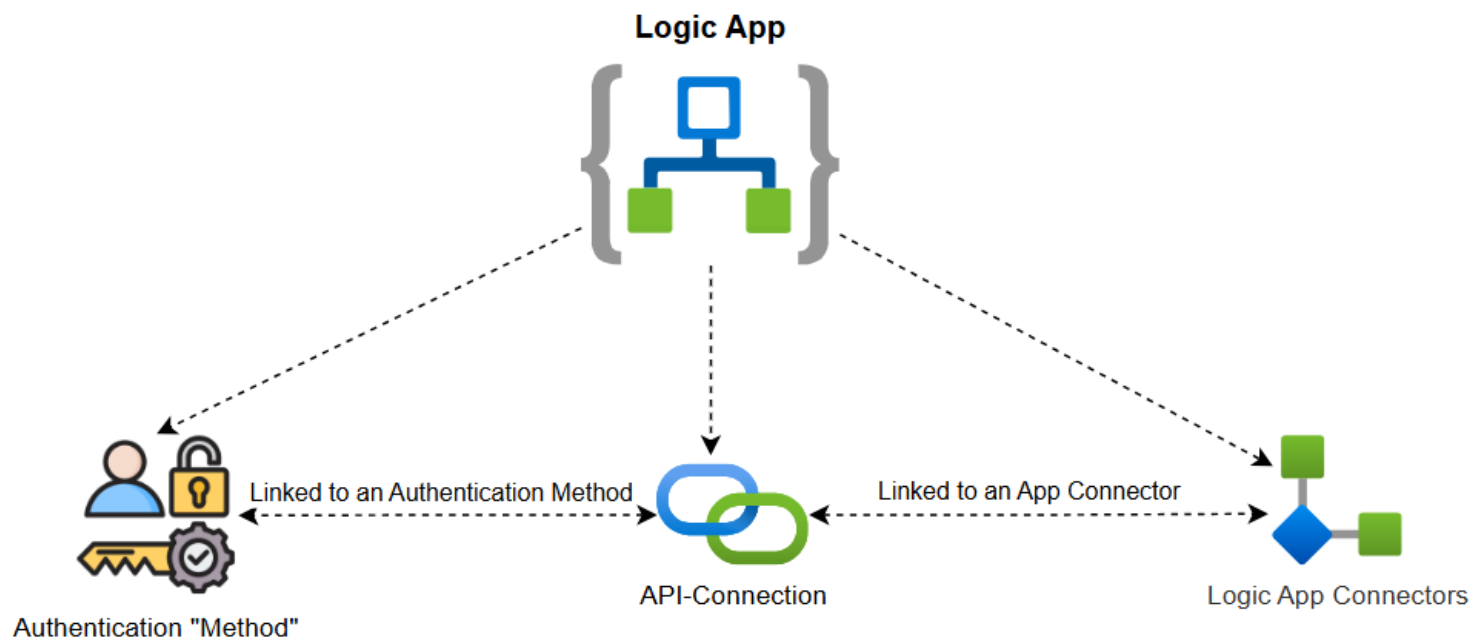 Logic App
Linked to an Authentication Method
Linked to an App Connector
API-Connection
Logic App Connectors
Authentication "Method"